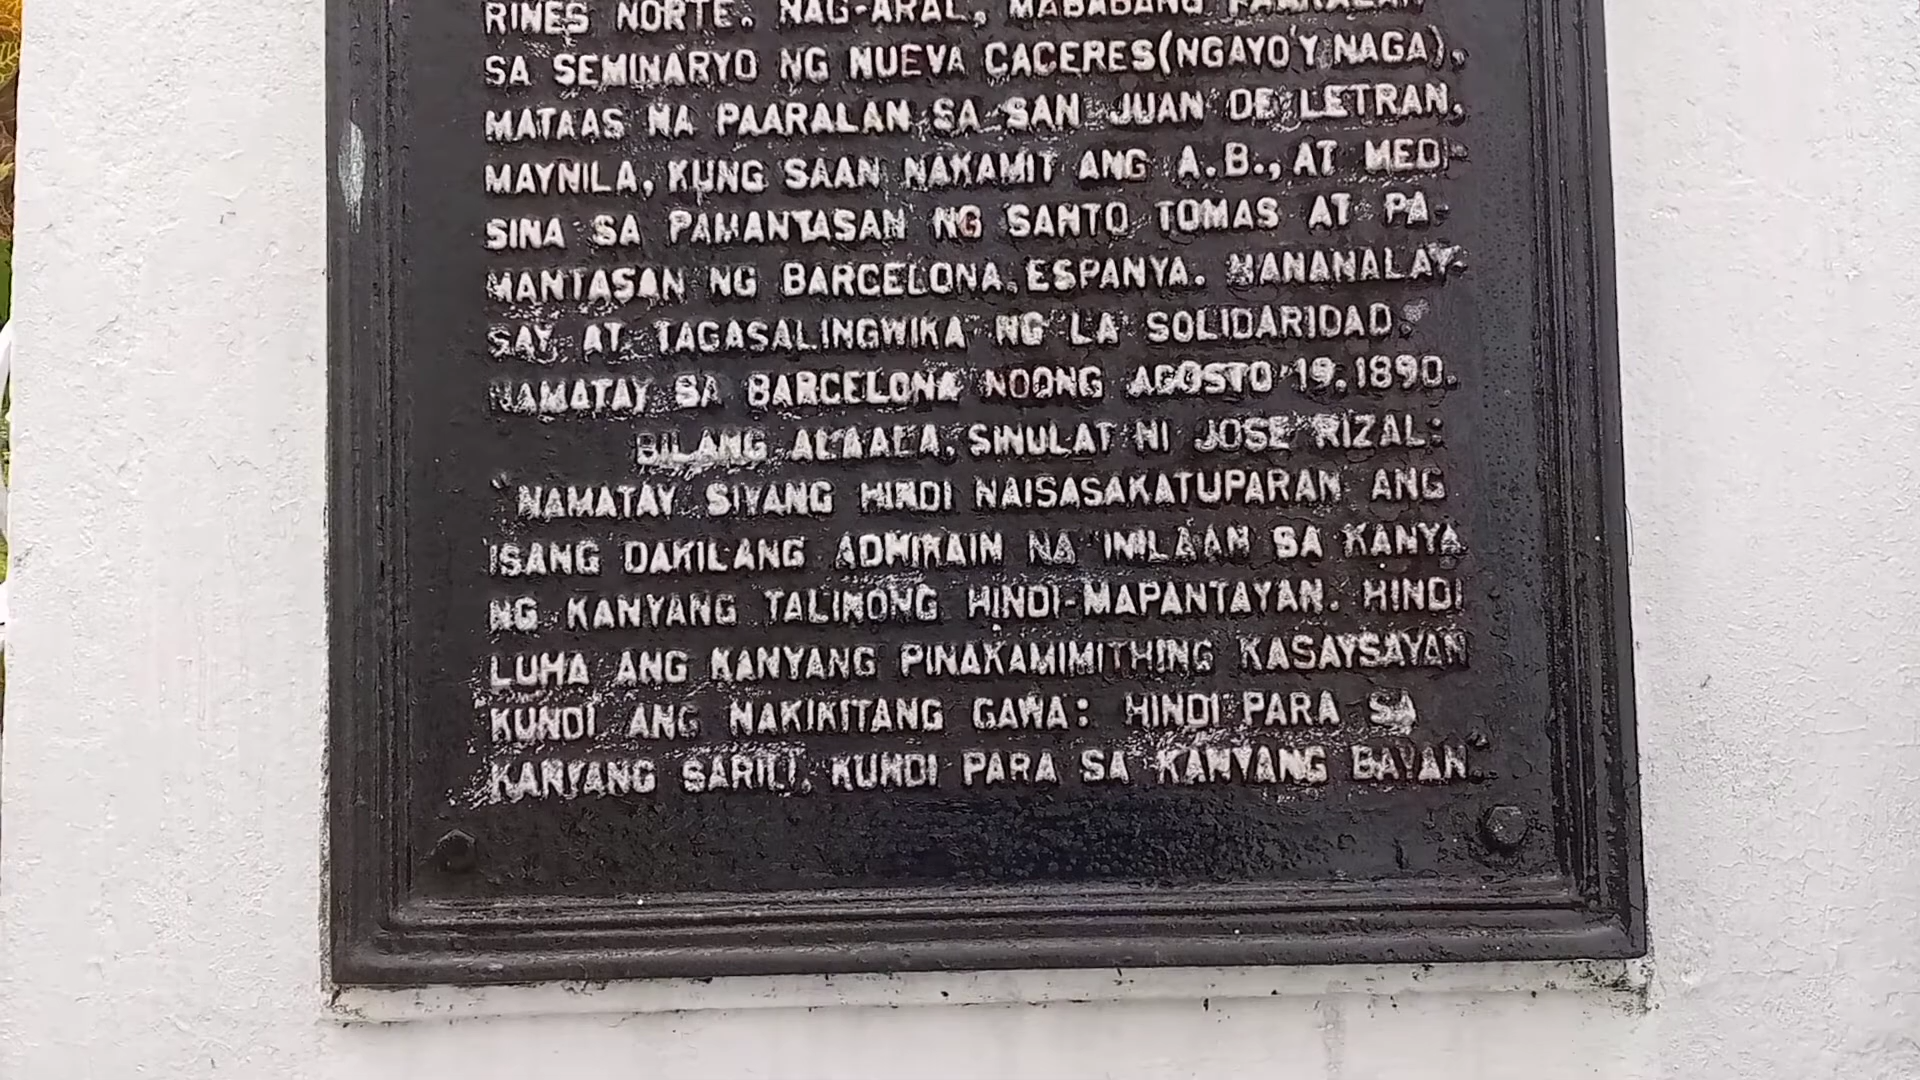 RINES NORTE. NAG-ARAL, MABABANG PAARALAN
SA SEMINARYO NG NUEVA CACERES(NGAYO'Y NAGA),
MATAAS NA PAARALAN SA SAN JUAN DE LETRAN,
MAYNILA, KUNG SAAN NAKAMIT ANG A.B., AT MEDI-
SINA SA PAMANTASAN NG SANTO TOMAS AT PA-
MANTASAN NG BARCELONA, ESPANYA. MANANALAY-
SAY AT TAGASALINGWIKA NG LA SOLIDARIDAD.
NAMATAY SA BARCELONA NOONG AGOSTO 19, 1890.
BILANG ALAALA, SINULAT NI JOSE RIZAL:
"NAMATAY SIYANG HINDI NAISASAKATUPARAN ANG
ISANG DAKILANG ADHIKAIN NA INILAAN SA KANYA
NG KANYANG TALINONG HINDI-MAPANTAYAN. HINDI
LUHA ANG KANYANG PINAKAMIMITHING KASAYSAYAN
KUNDI ANG NAKIKITANG GAWA: HINDI PARA SA
KANYANG SARILI, KUNDI PARA SA KANYANG BAYAN"